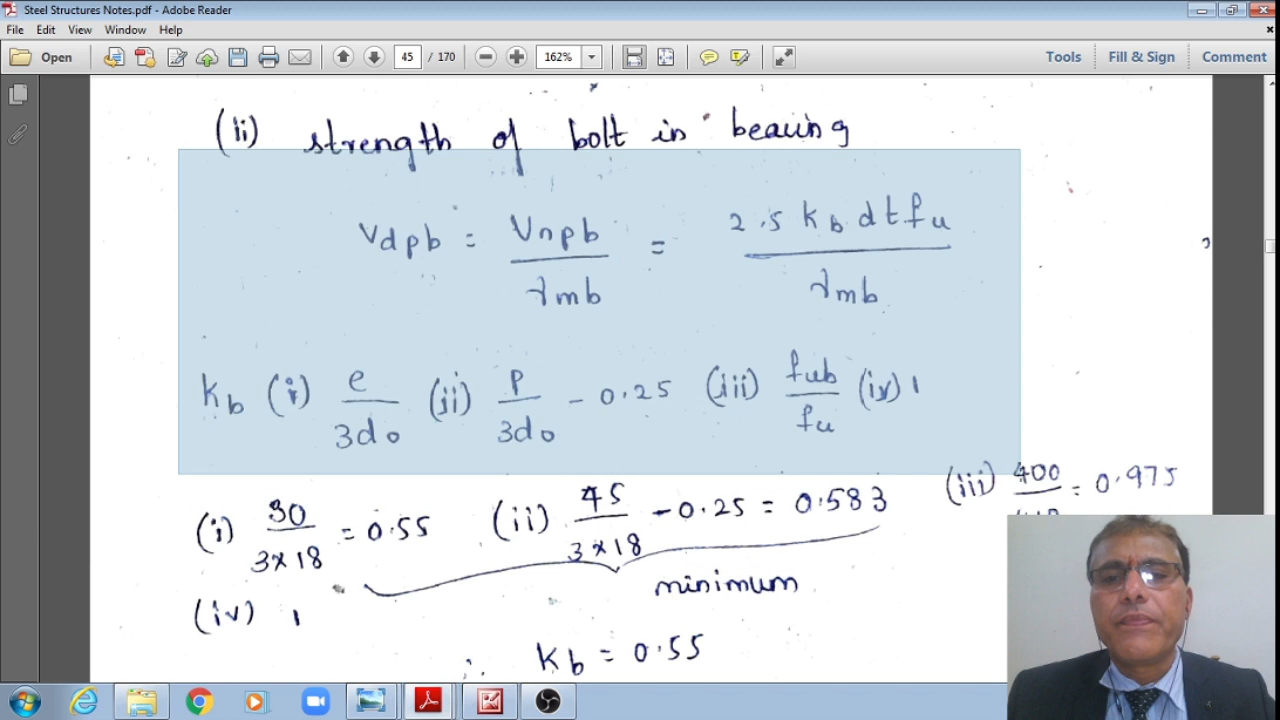 Steel Structures Notes.pdf - Adobe Reader
File Edit View Window Help
Open 45 / 170 162% Tools Fill & Sign Comment
(ii) strength of bolt in bearing
Vdpb = Vnpb / γmb = 2.5 kb d t fu / γmb
kb (i) e / 3do (ii) p / 3do - 0.25 (iii) fub / fu (iv) 1
(i) 30 / 3×18 = 0.55 (ii) 45 / 3×18 - 0.25 = 0.583 (iii) 400 = 0.975
(iv) 1
minimum
∴ kb = 0.55